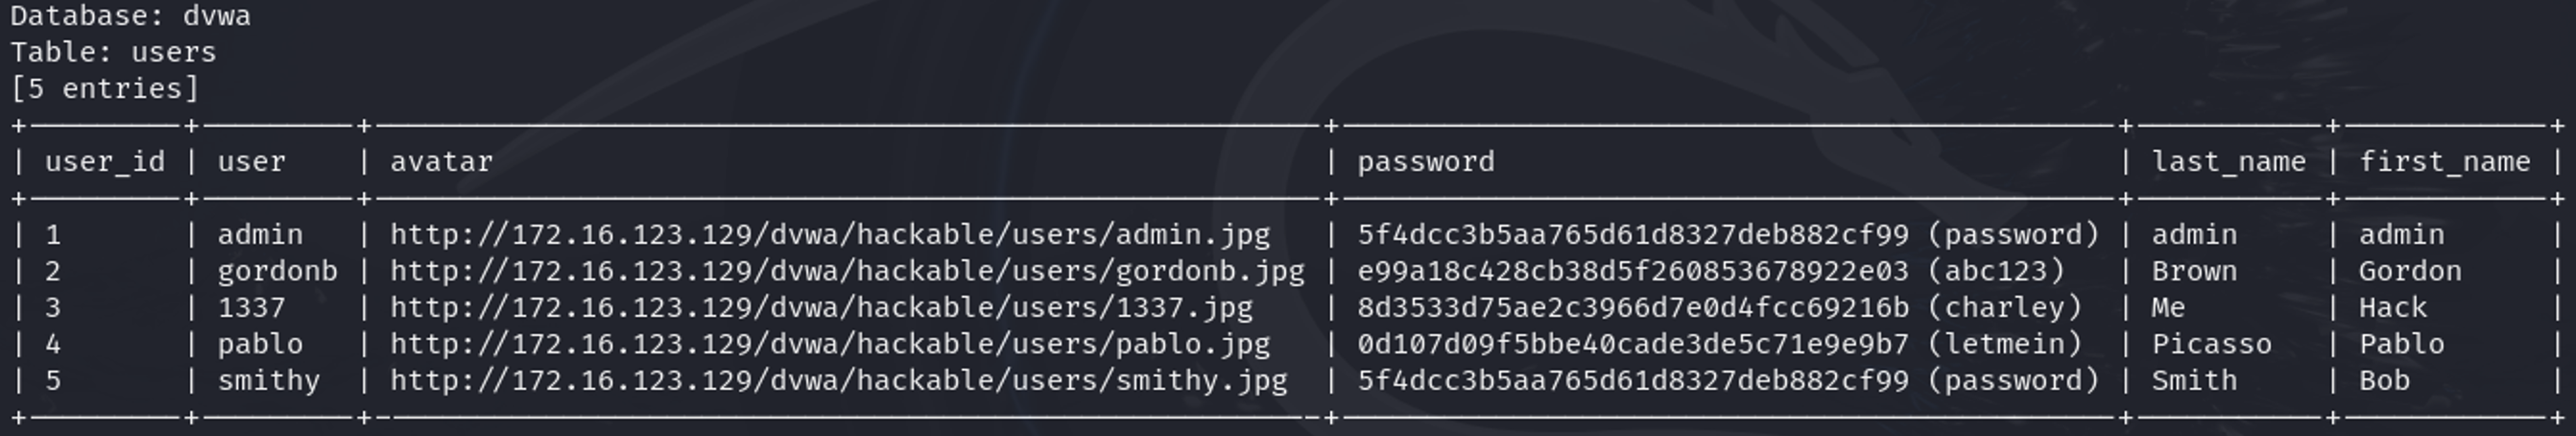 Database: dvwa
Table: users
[5 entries]
| user_id | user | avatar | password | last_name | first_name |
| 1 | admin | http://172.16.123.129/dvwa/hackable/users/admin.jpg | 5f4dcc3b5aa765d61d8327deb882cf99 (password) | admin | admin |
| 2 | gordonb | http://172.16.123.129/dvwa/hackable/users/gordonb.jpg | e99a18c428cb38d5f260853678922e03 (abc123) | Brown | Gordon |
| 3 | 1337 | http://172.16.123.129/dvwa/hackable/users/1337.jpg | 8d3533d75ae2c3966d7e0d4fcc69216b (charley) | Me | Hack |
| 4 | pablo | http://172.16.123.129/dvwa/hackable/users/pablo.jpg | 0d107d09f5bbe40cade3de5c71e9e9b7 (letmein) | Picasso | Pablo |
| 5 | smithy | http://172.16.123.129/dvwa/hackable/users/smithy.jpg | 5f4dcc3b5aa765d61d8327deb882cf99 (password) | Smith | Bob |